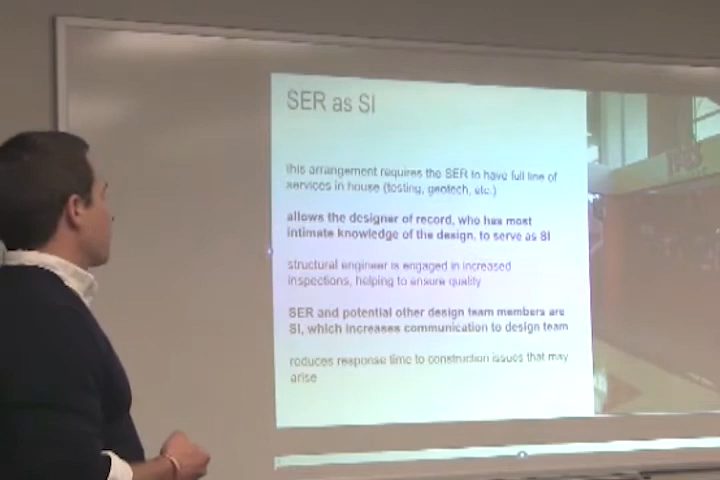 SER as SI
this arrangement requires the SER to have full line of
services in house (testing, geotech, etc.)
allows the designer of record, who has most
intimate knowledge of the design, to serve as SI
structural engineer is engaged in increased
inspections, helping to ensure quality
SER and potential other design team members are
SI, which increases communication to design team
reduces response time to construction issues that may
arise